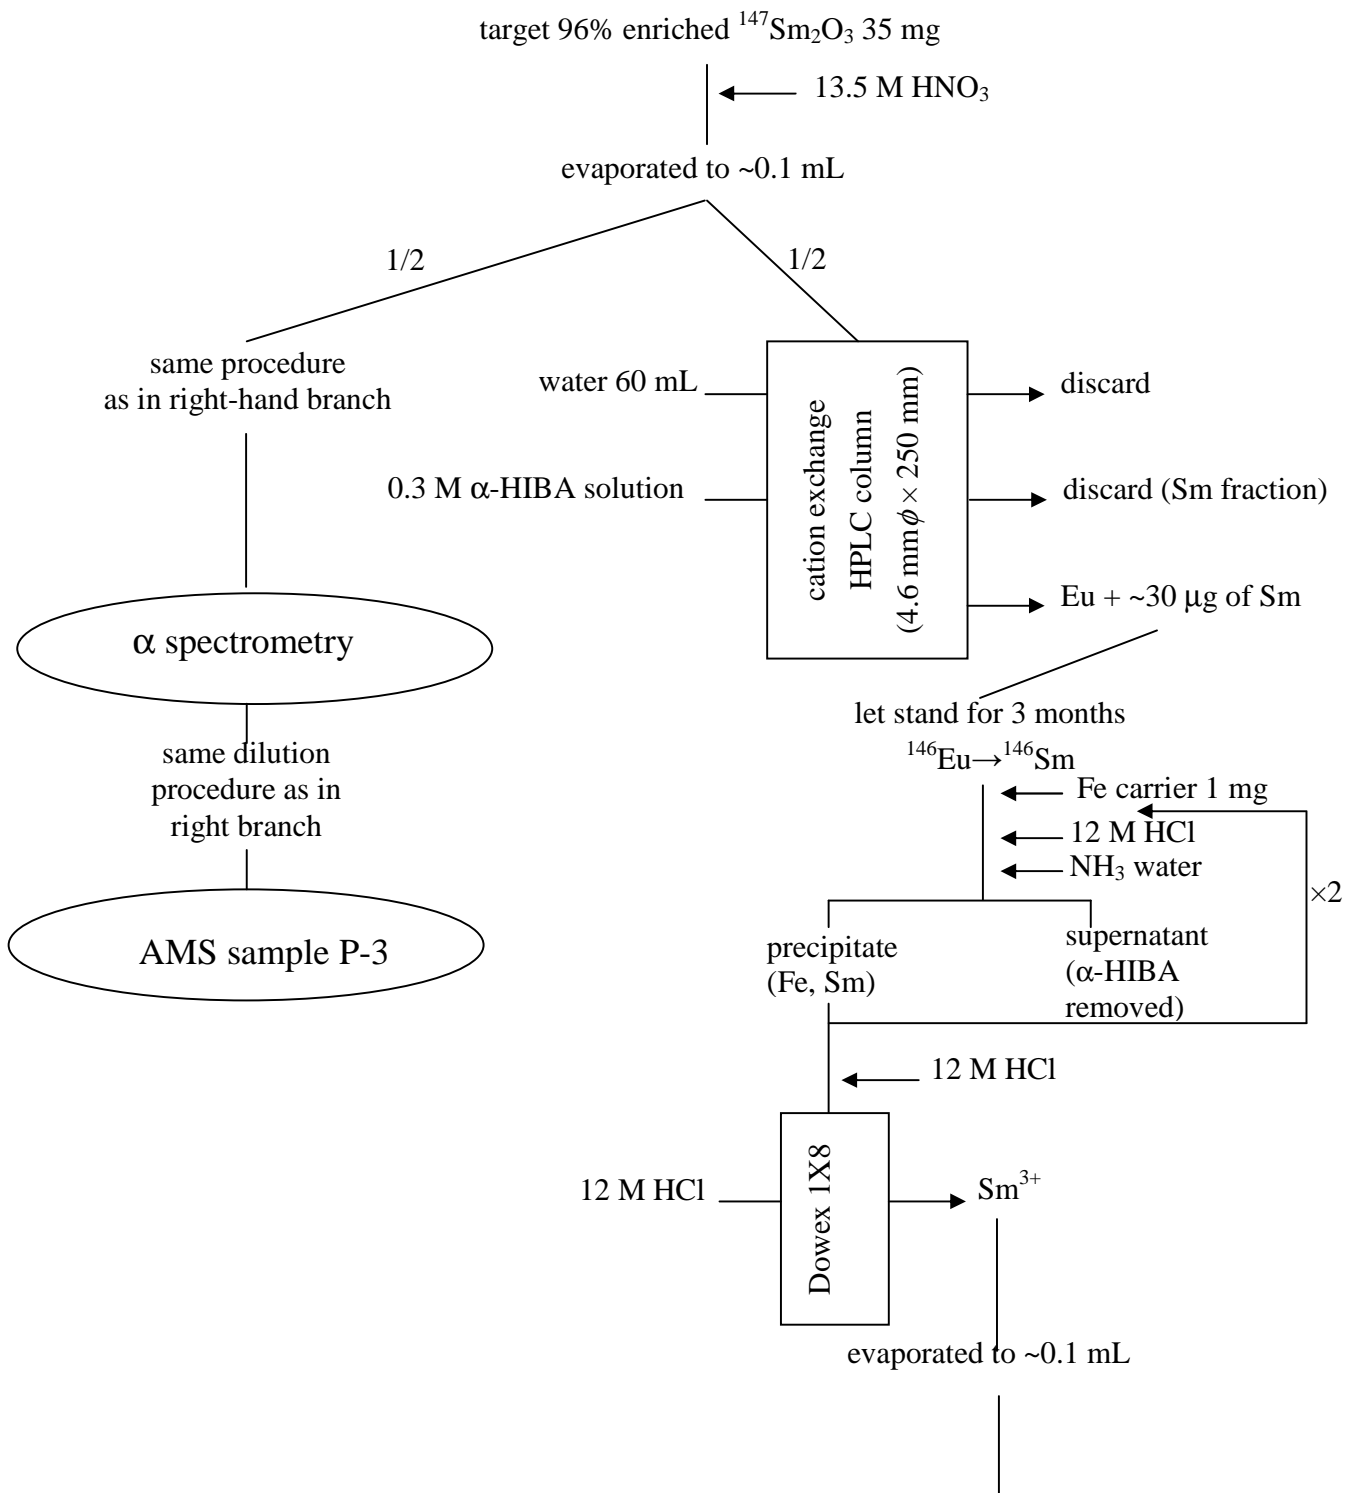 target 96% enriched ¹⁴⁷Sm₂O₃ 35 mg
13.5 M HNO₃
evaporated to ~0.1 mL
1/2
1/2
same procedure
as in right-hand branch
water 60 mL
0.3 M α-HIBA solution
cation exchange
HPLC column
(4.6 mmϕ × 250 mm)
discard
discard (Sm fraction)
Eu + ~30 μg of Sm
α spectrometry
same dilution
procedure as in
right branch
AMS sample P-3
let stand for 3 months
¹⁴⁶Eu→¹⁴⁶Sm
Fe carrier 1 mg
12 M HCl
NH₃ water
×2
precipitate
(Fe, Sm)
supernatant
(α-HIBA
removed)
12 M HCl
12 M HCl
Dowex 1X8
Sm³⁺
evaporated to ~0.1 mL